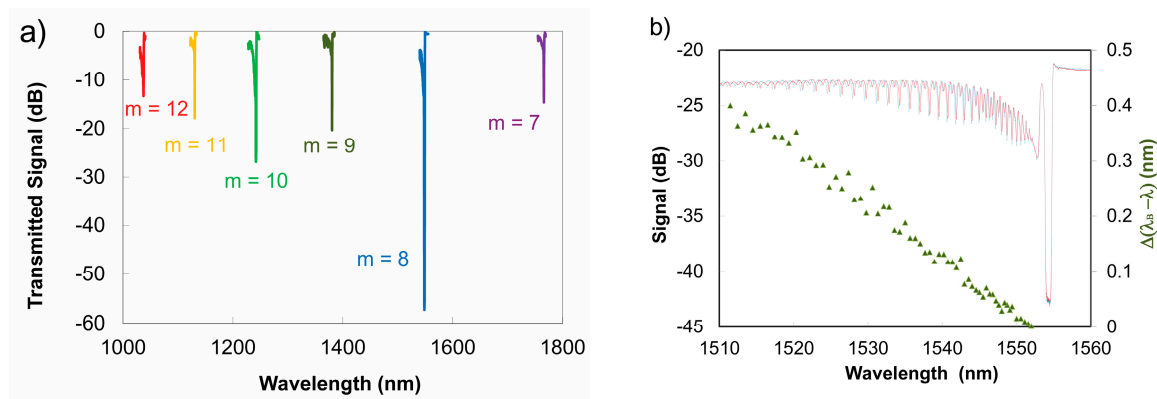 a)
Transmitted Signal (dB)
0
-10
-20
-30
-40
-50
-60
m = 12
m = 11
m = 10
m = 9
m = 8
m = 7
1000 1200 1400 1600 1800
Wavelength (nm)
b)
Signal (dB)
-20
-25
-30
-35
-40
-45
0.5
0.4
0.3
0.2
0.1
0
Δ(λB –λ) (nm)
1510 1520 1530 1540 1550 1560
Wavelength (nm)